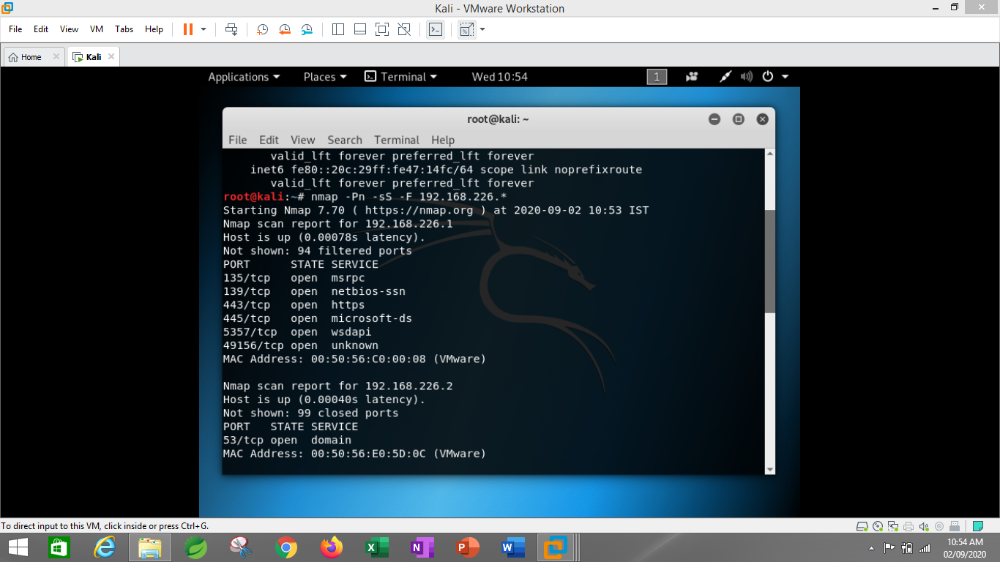 Kali - VMware Workstation
File Edit View VM Tabs Help
Home Kali
Applications Places Terminal Wed 10:54 1
root@kali: ~
File Edit View Search Terminal Help
valid_lft forever preferred_lft forever
inet6 fe80::20c:29ff:fe47:14fc/64 scope link noprefixroute
valid_lft forever preferred_lft forever
root@kali:~# nmap -Pn -sS -F 192.168.226.*
Starting Nmap 7.70 ( https://nmap.org ) at 2020-09-02 10:53 IST
Nmap scan report for 192.168.226.1
Host is up (0.00078s latency).
Not shown: 94 filtered ports
PORT STATE SERVICE
135/tcp open msrpc
139/tcp open netbios-ssn
443/tcp open https
445/tcp open microsoft-ds
5357/tcp open wsdapi
49156/tcp open unknown
MAC Address: 00:50:56:C0:00:08 (VMware)
Nmap scan report for 192.168.226.2
Host is up (0.00040s latency).
Not shown: 99 closed ports
PORT STATE SERVICE
53/tcp open domain
MAC Address: 00:50:56:E0:5D:0C (VMware)
To direct input to this VM, click inside or press Ctrl+G.
10:54 AM
02/09/2020